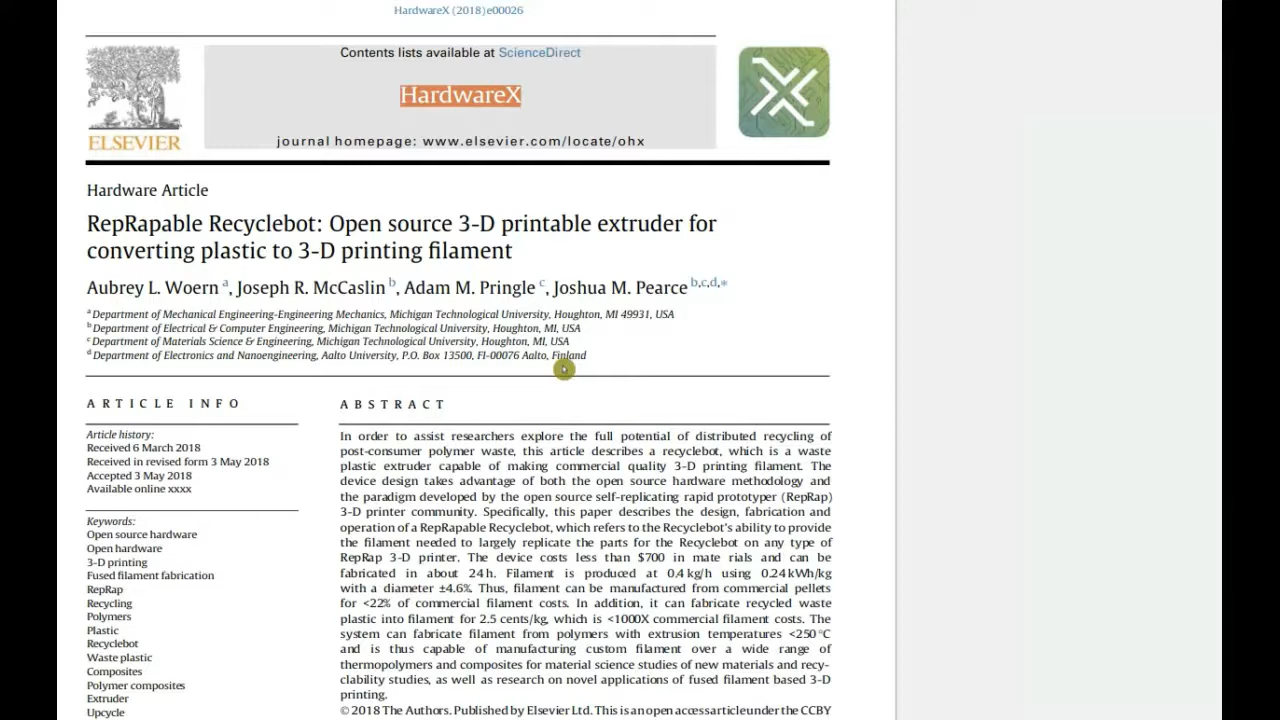 HardwareX (2018) e00026
Contents lists available at ScienceDirect
HardwareX
journal homepage: www.elsevier.com/locate/ohx
ELSEVIER
Hardware Article
RepRapable Recyclebot: Open source 3-D printable extruder for
converting plastic to 3-D printing filament
Aubrey L. Woern a, Joseph R. McCaslin b, Adam M. Pringle c, Joshua M. Pearce b,c,d,*
a Department of Mechanical Engineering-Engineering Mechanics, Michigan Technological University, Houghton, MI 49931, USA
b Department of Electrical & Computer Engineering, Michigan Technological University, Houghton, MI, USA
c Department of Materials Science & Engineering, Michigan Technological University, Houghton, MI, USA
d Department of Electronics and Nanoengineering, Aalto University, P.O. Box 13500, FI-00076 Aalto, Finland
ARTICLE INFO
Article history:
Received 6 March 2018
Received in revised form 3 May 2018
Accepted 3 May 2018
Available online xxxx
Keywords:
Open source hardware
Open hardware
3-D printing
Fused filament fabrication
RepRap
Recycling
Polymers
Plastic
Recyclebot
Waste plastic
Composites
Polymer composites
Extruder
Upcycle
ABSTRACT
In order to assist researchers explore the full potential of distributed recycling of
post-consumer polymer waste, this article describes a recyclebot, which is a waste
plastic extruder capable of making commercial quality 3-D printing filament. The
device design takes advantage of both the open source hardware methodology and
the paradigm developed by the open source self-replicating rapid prototyper (RepRap)
3-D printer community. Specifically, this paper describes the design, fabrication and
operation of a RepRapable Recyclebot, which refers to the Recyclebot's ability to provide
the filament needed to largely replicate the parts for the Recyclebot on any type of
RepRap 3-D printer. The device costs less than $700 in mate rials and can be
fabricated in about 24 h. Filament is produced at 0.4 kg/h using 0.24 kWh/kg
with a diameter ±4.6%. Thus, filament can be manufactured from commercial pellets
for <22% of commercial filament costs. In addition, it can fabricate recycled waste
plastic into filament for 2.5 cents/kg, which is <1000X commercial filament costs. The
system can fabricate filament from polymers with extrusion temperatures <250 °C
and is thus capable of manufacturing custom filament over a wide range of
thermopolymers and composites for material science studies of new materials and recy-
clability studies, as well as research on novel applications of fused filament based 3-D
printing.
© 2018 The Authors. Published by Elsevier Ltd. This is an open access article under the CC BY